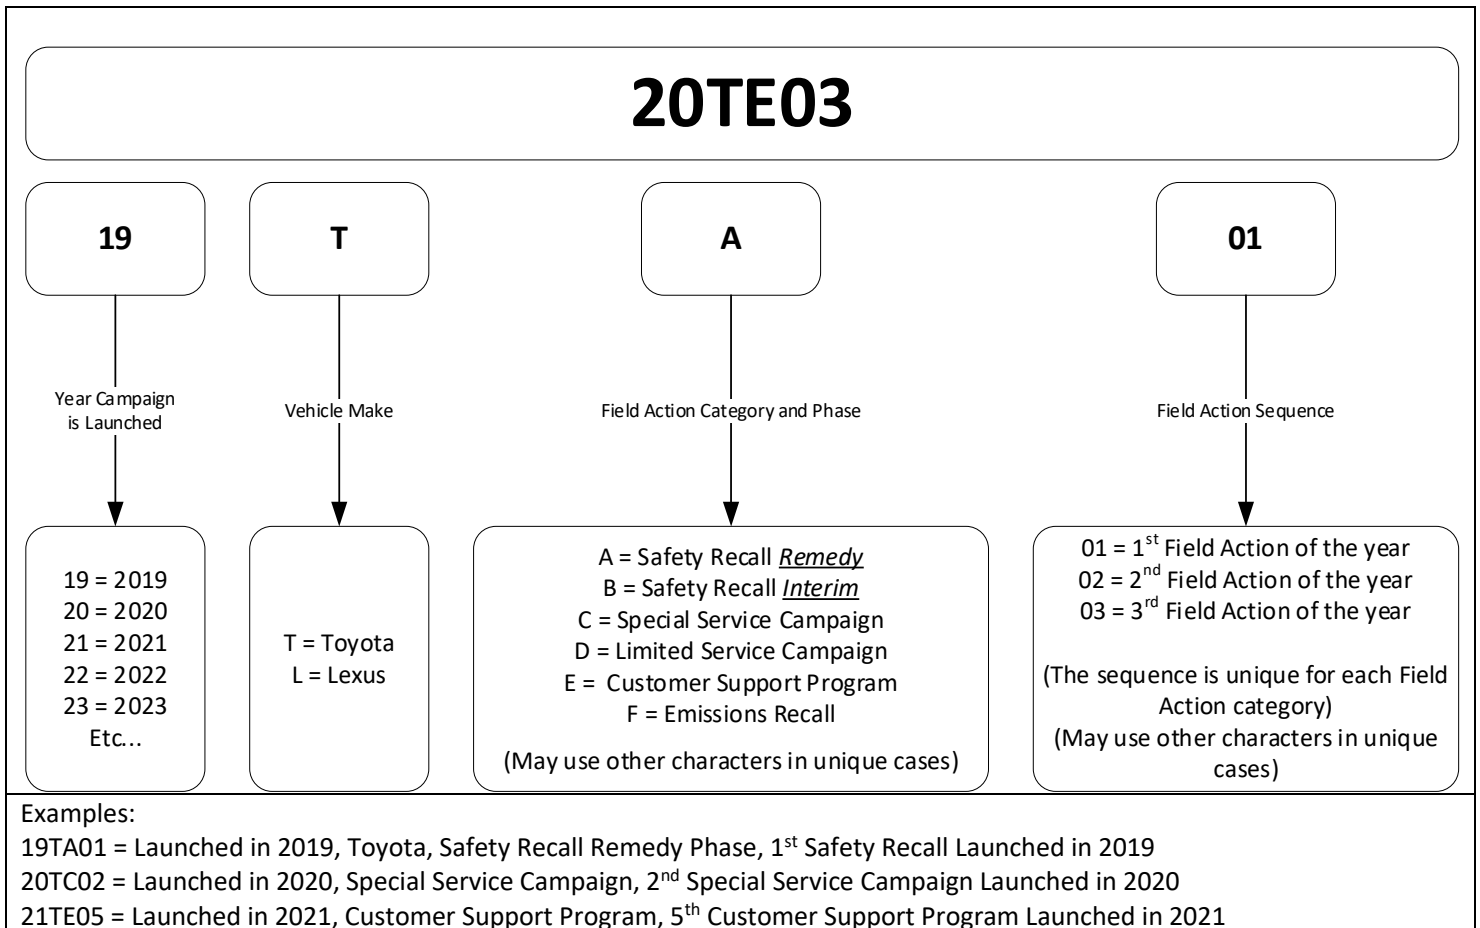 20TE03
19
T
A
01
Year Campaign
is Launched
Vehicle Make
Field Action Category and Phase
Field Action Sequence
19 = 2019
20 = 2020
21 = 2021
22 = 2022
23 = 2023
Etc…
T = Toyota
L = Lexus
A = Safety Recall Remedy
B = Safety Recall Interim
C = Special Service Campaign
D = Limited Service Campaign
E =  Customer Support Program
F = Emissions Recall
(May use other characters in unique cases)
01 = 1st Field Action of the year
02 = 2nd Field Action of the year
03 = 3rd Field Action of the year
(The sequence is unique for each Field
Action category)
(May use other characters in unique
cases)
Examples:
19TA01 = Launched in 2019, Toyota, Safety Recall Remedy Phase, 1st Safety Recall Launched in 2019
20TC02 = Launched in 2020, Special Service Campaign, 2nd Special Service Campaign Launched in 2020
21TE05 = Launched in 2021, Customer Support Program, 5th Customer Support Program Launched in 2021